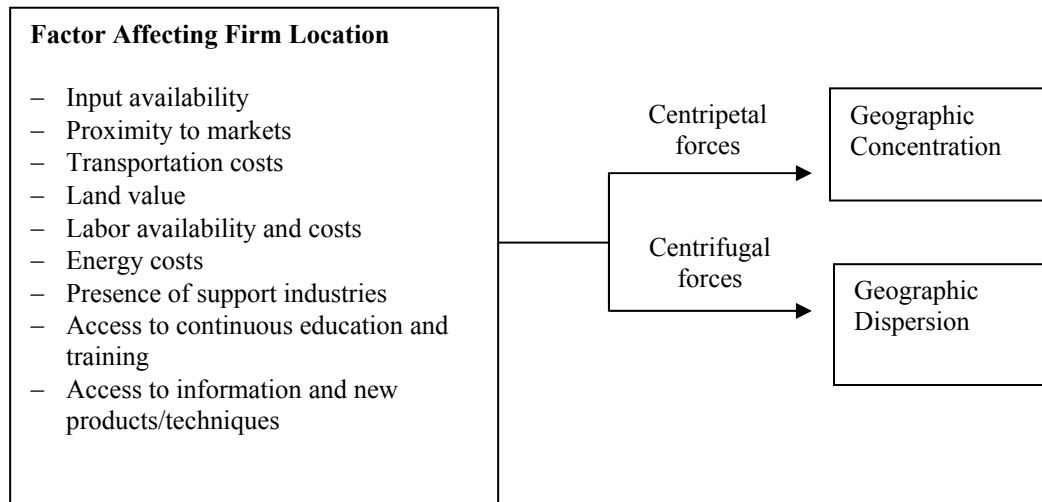 Factor Affecting Firm Location
– Input availability
– Proximity to markets
– Transportation costs
– Land value
– Labor availability and costs
– Energy costs
– Presence of support industries
– Access to continuous education and
training
– Access to information and new
products/techniques
Centripetal
forces
Geographic
Concentration
Centrifugal
forces
Geographic
Dispersion